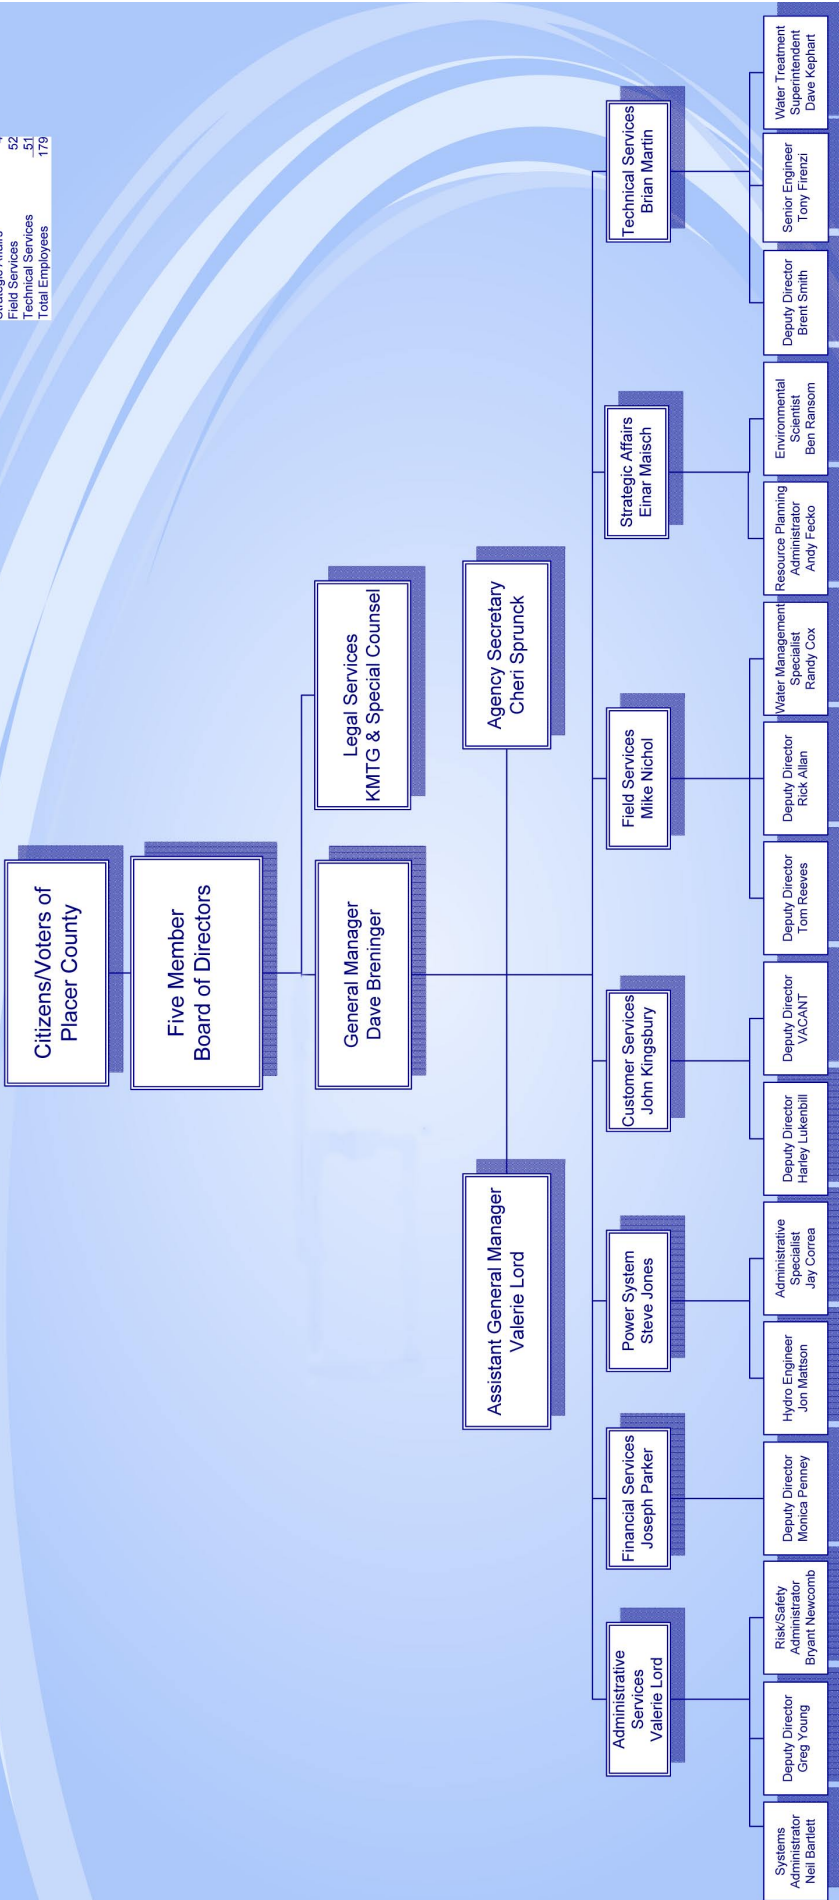 Field Services 52
Technical Services 51
Total Employees 179
Citizens/Voters of
Placer County
Five Member
Board of Directors
General Manager
Dave Breninger
Legal Services
KMTG & Special Counsel
Assistant General Manager
Valerie Lord
Agency Secretary
Cheri Sprunck
Administrative
Services
Valerie Lord
Financial Services
Joseph Parker
Power System
Steve Jones
Customer Services
John Kingsbury
Field Services
Mike Nichol
Strategic Affairs
Einar Maisch
Technical Services
Brian Martin
Systems
Administrator
Neil Bartlett
Deputy Director
Greg Young
Risk/Safety
Administrator
Bryant Newcomb
Deputy Director
Monica Penney
Hydro Engineer
Jon Mattson
Administrative
Specialist
Jay Correa
Deputy Director
Harley Lukenbill
Deputy Director
VACANT
Deputy Director
Tom Reeves
Deputy Director
Rick Allan
Water Management
Specialist
Randy Cox
Resource Planning
Administrator
Andy Fecko
Environmental
Scientist
Ben Ransom
Deputy Director
Brent Smith
Senior Engineer
Tony Firenzi
Water Treatment
Superintendent
Dave Kephart